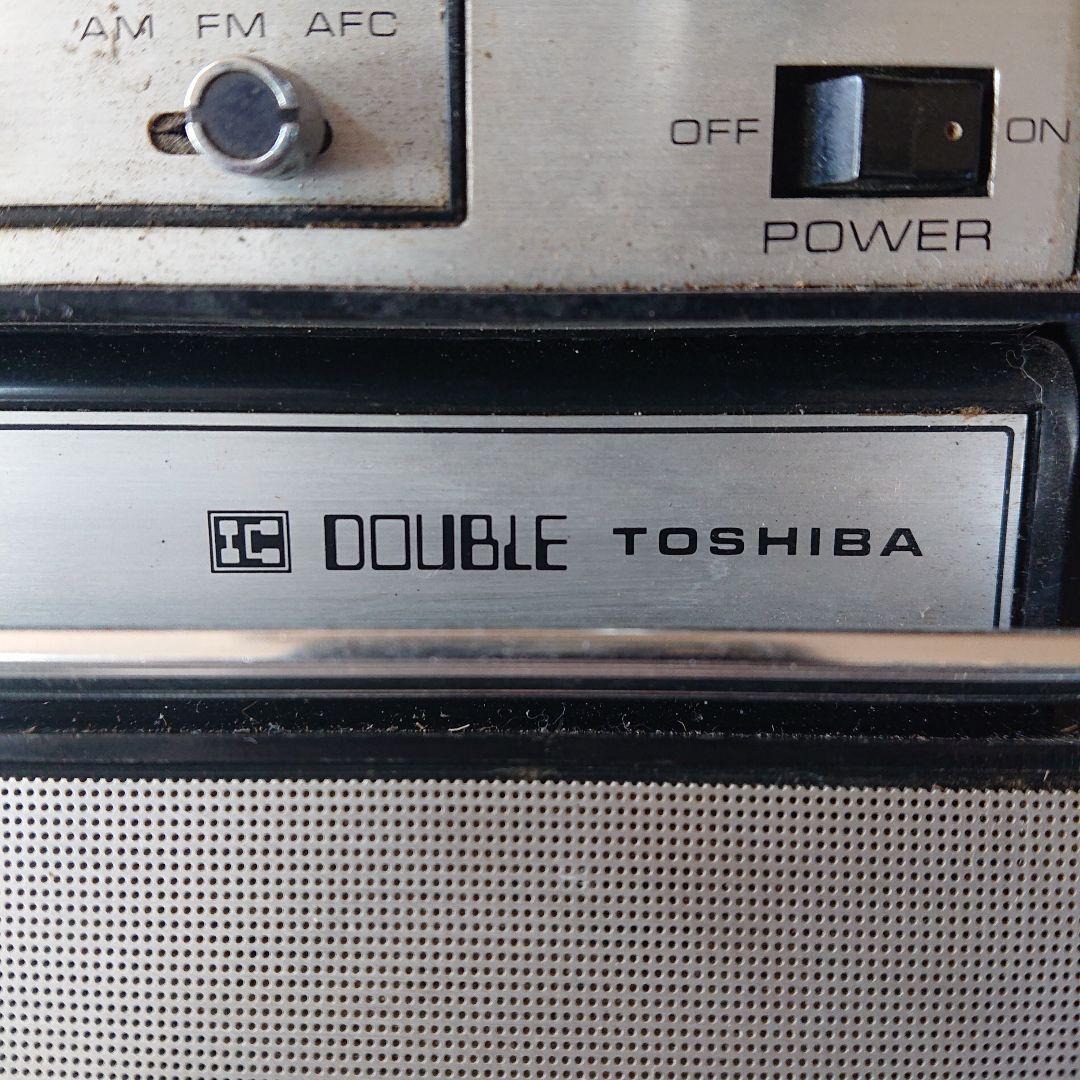 AM FM AFC
OFF ON
POWER
IC DOUBLE TOSHIBA